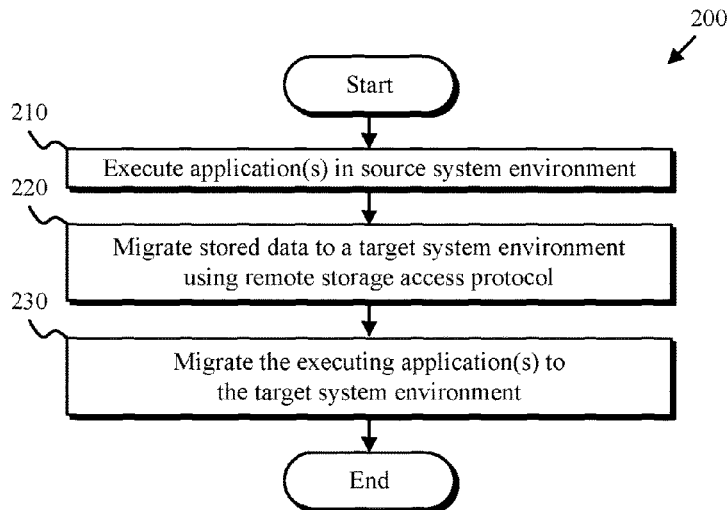 200
Start
210
Execute application(s) in source system environment
220
Migrate stored data to a target system environment
using remote storage access protocol
230
Migrate the executing application(s) to
the target system environment
End